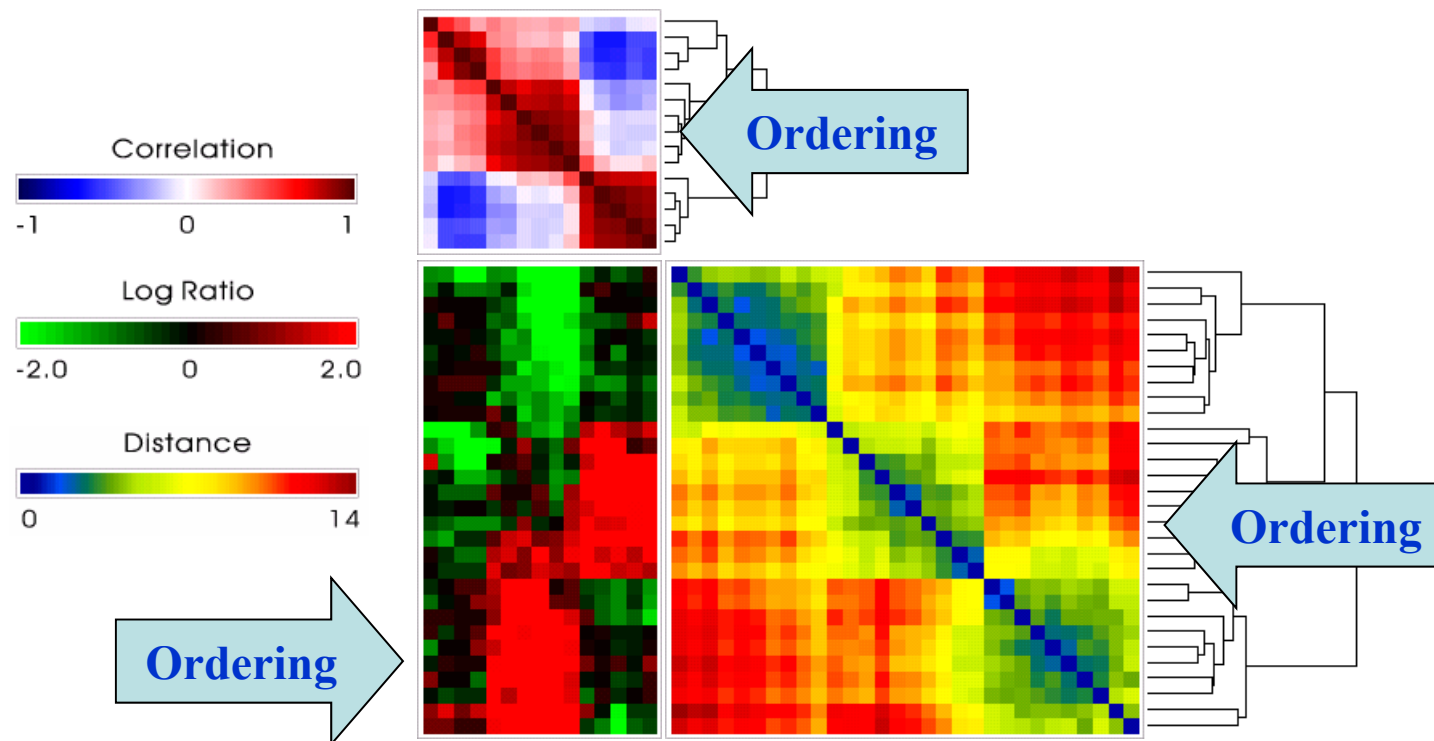 Ordering
Correlation
-1 0 1
Log Ratio
-2.0 0 2.0
Distance
0 14
Ordering
Ordering